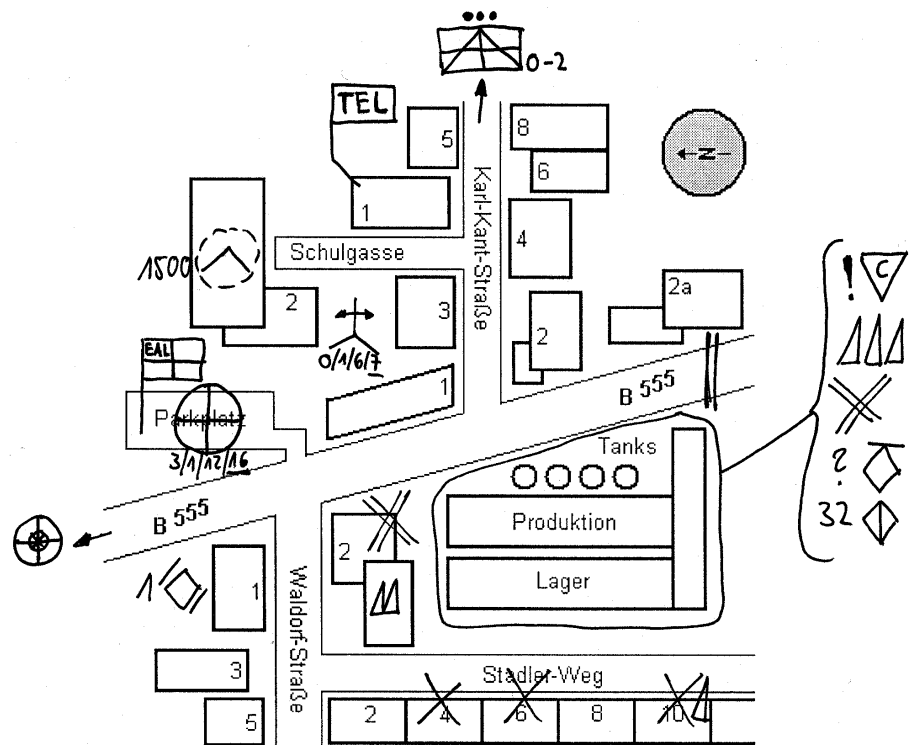 0-2
TEL
5
8
6
1
Karl-Kant-Straße
N
4
Schulgasse
1500
! C
2
3
2a
2
0/1/6/7
EAL
1
B 555
Parkplatz
3/1/12/16
Tanks
?
32
B 555
Produktion
2
Lager
1
1
Waldorf-Straße
3
Stadler-Weg
5
2
4
6
8
10